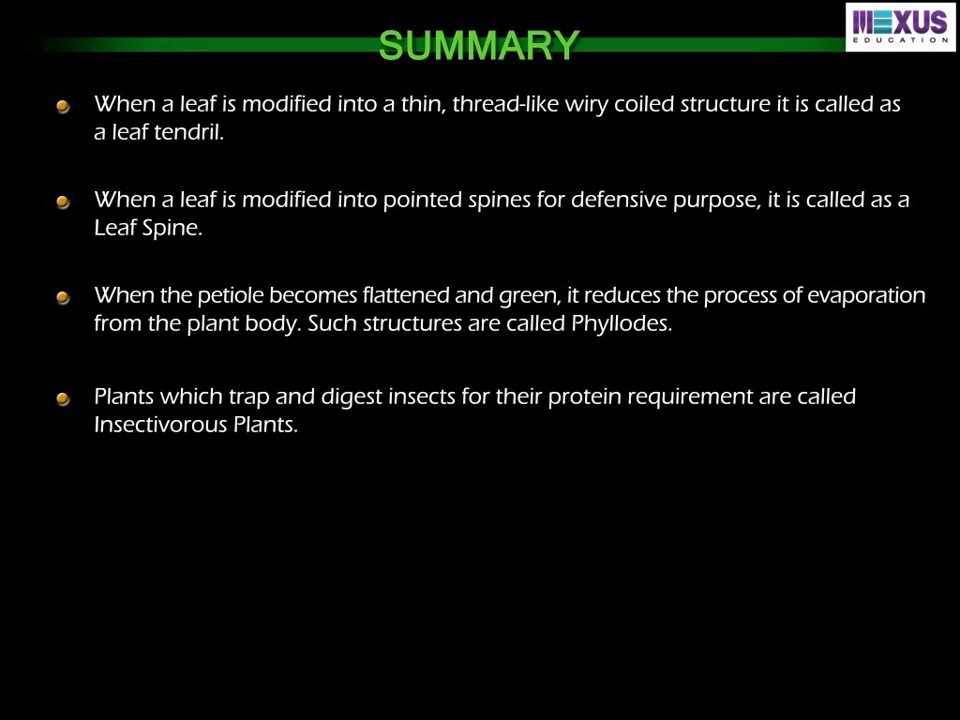 SUMMARY
MEXUS
EDUCATION
When a leaf is modified into a thin, thread-like wiry coiled structure it is called as
a leaf tendril.
When a leaf is modified into pointed spines for defensive purpose, it is called as a
Leaf Spine.
When the petiole becomes flattened and green, it reduces the process of evaporation
from the plant body. Such structures are called Phyllodes.
Plants which trap and digest insects for their protein requirement are called
Insectivorous Plants.